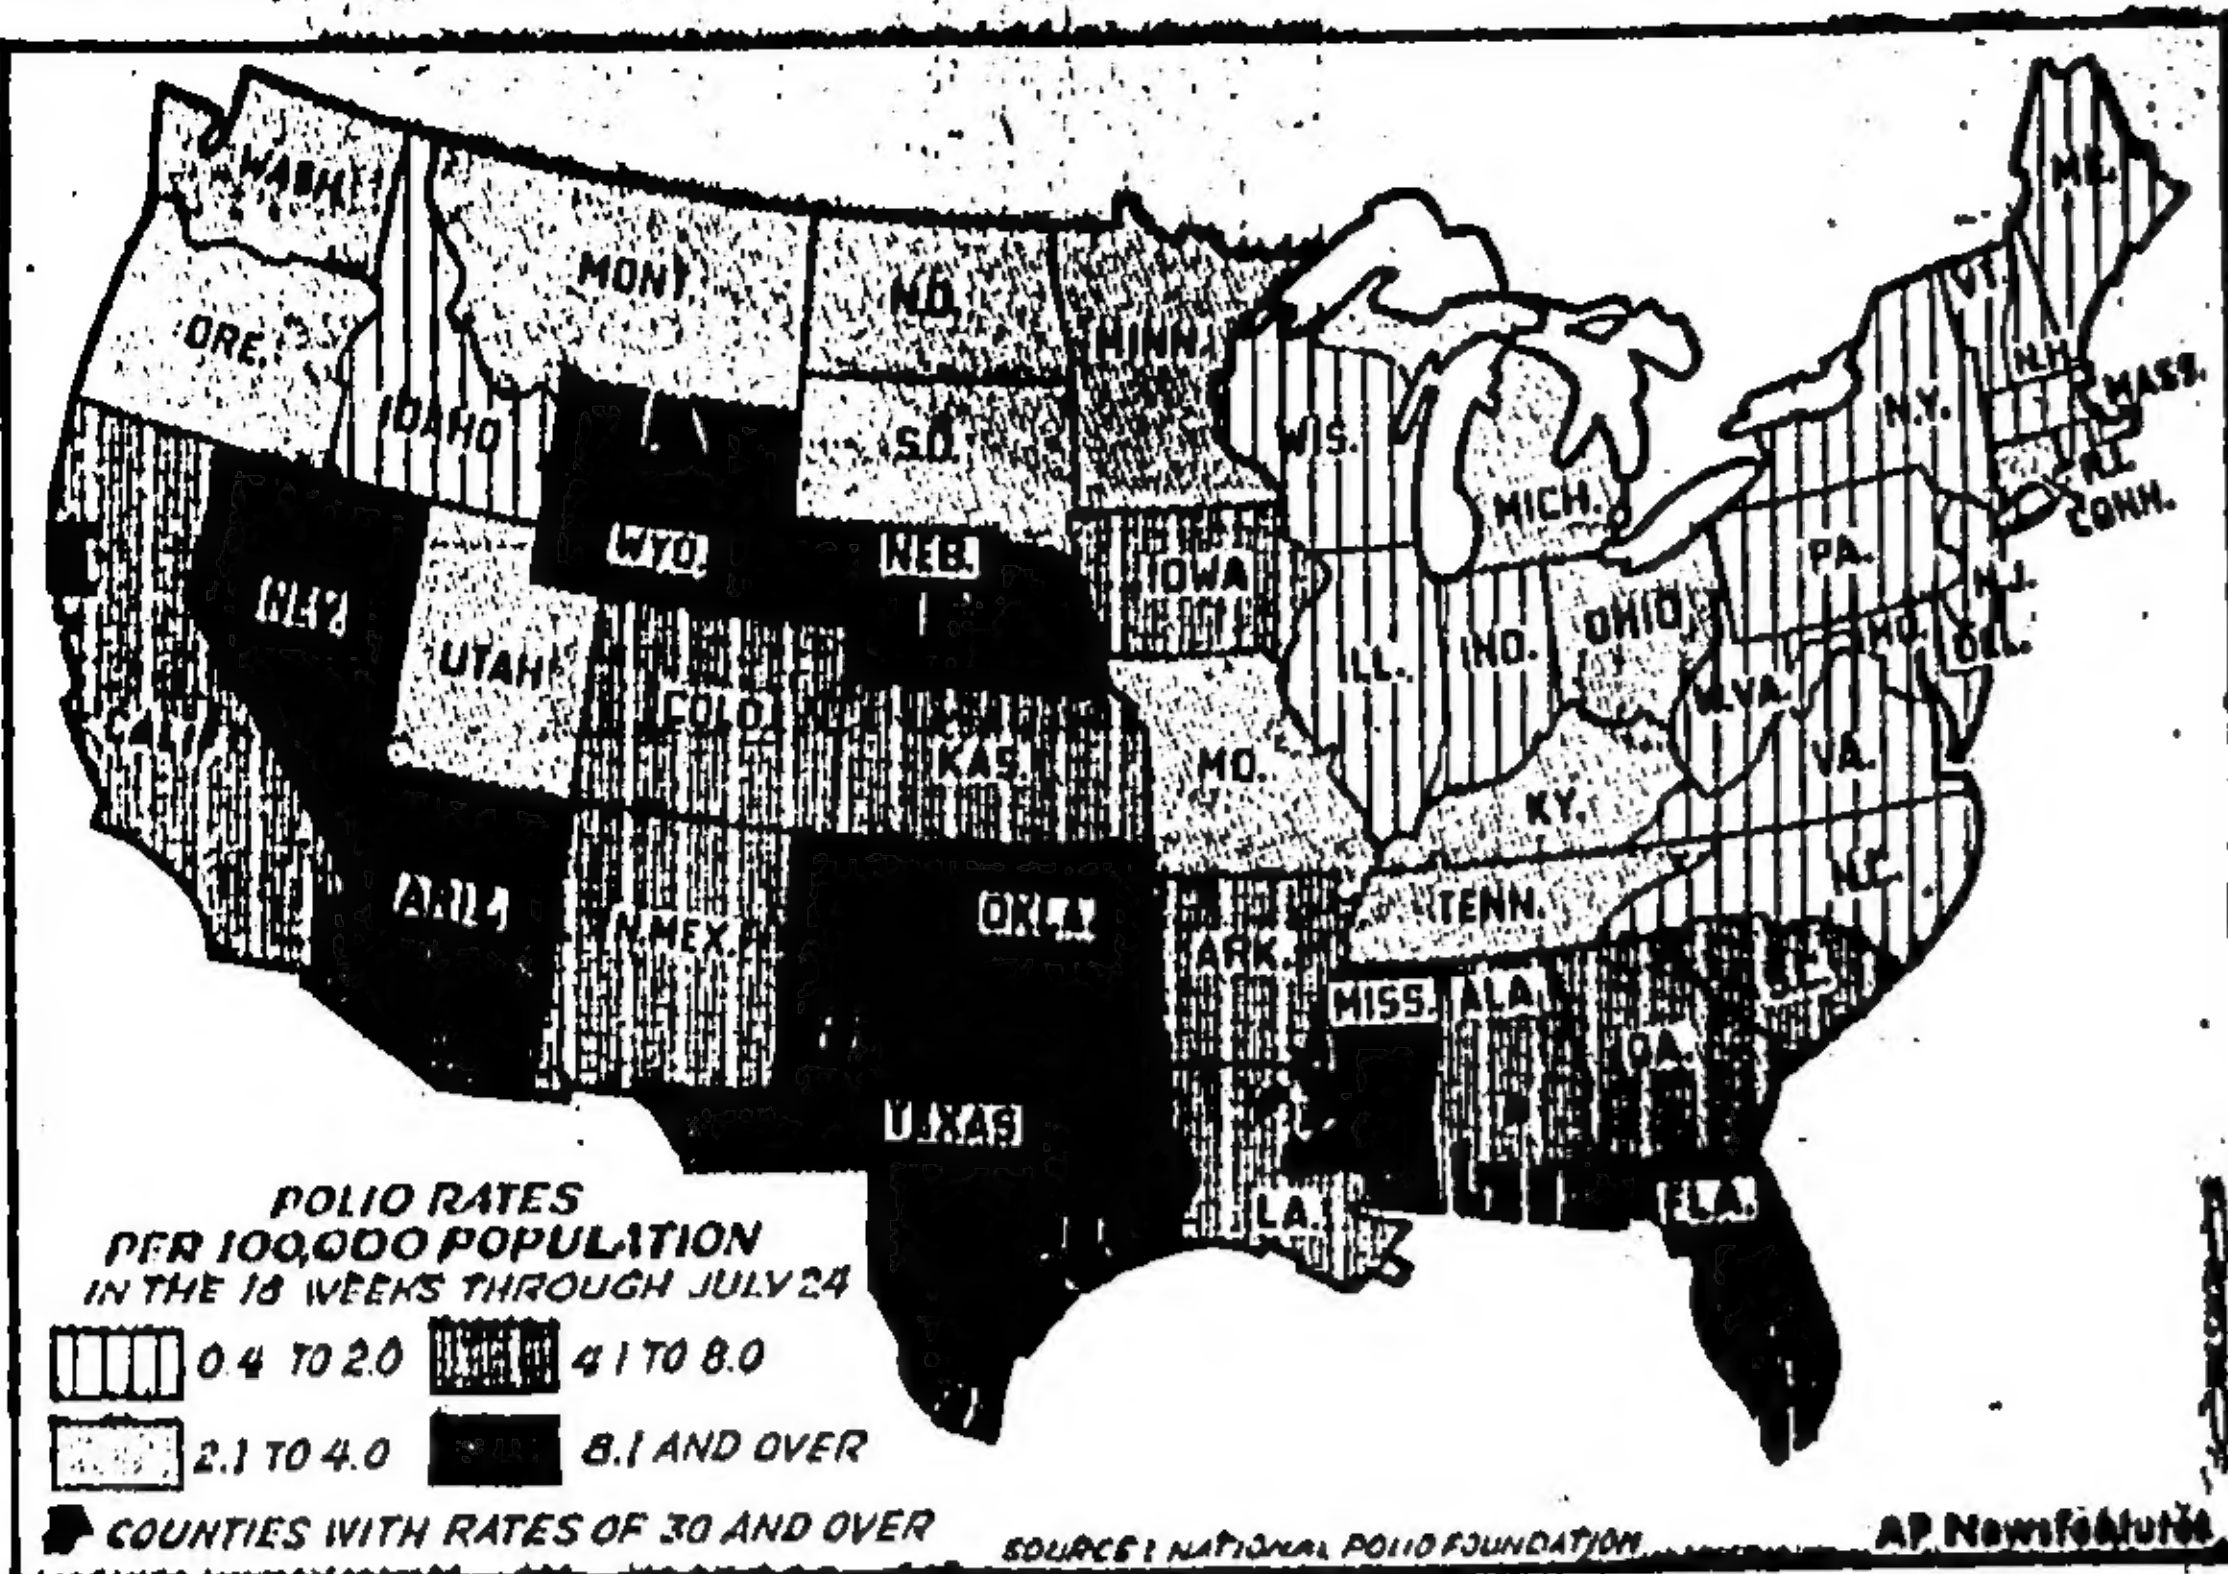 WASH.
MONT.
N.D.
MINN.
ORE.
IDAHO
S.D.
WIS.
MICH.
ME.
VT.
N.H.
MASS.
N.Y.
R.I.
CONN.
WYO.
NEB.
IOWA
NEV.
UTAH
COLO.
KAS.
CALIF.
ILL.
IND.
OHIO
PA.
N.J.
MD.
DEL.
W.VA.
VA.
MO.
KY.
N.C.
TENN.
ARIZ.
N.MEX.
OKLA.
ARK.
MISS.
ALA.
GA.
TEXAS
LA.
FLA.
POLIO RATES
PER 100,000 POPULATION
IN THE 18 WEEKS THROUGH JULY 24
0.4 TO 2.0
4.1 TO 8.0
2.1 TO 4.0
8.1 AND OVER
COUNTIES WITH RATES OF 30 AND OVER
SOURCE: NATIONAL POLIO FOUNDATION
AP Newsfeatures